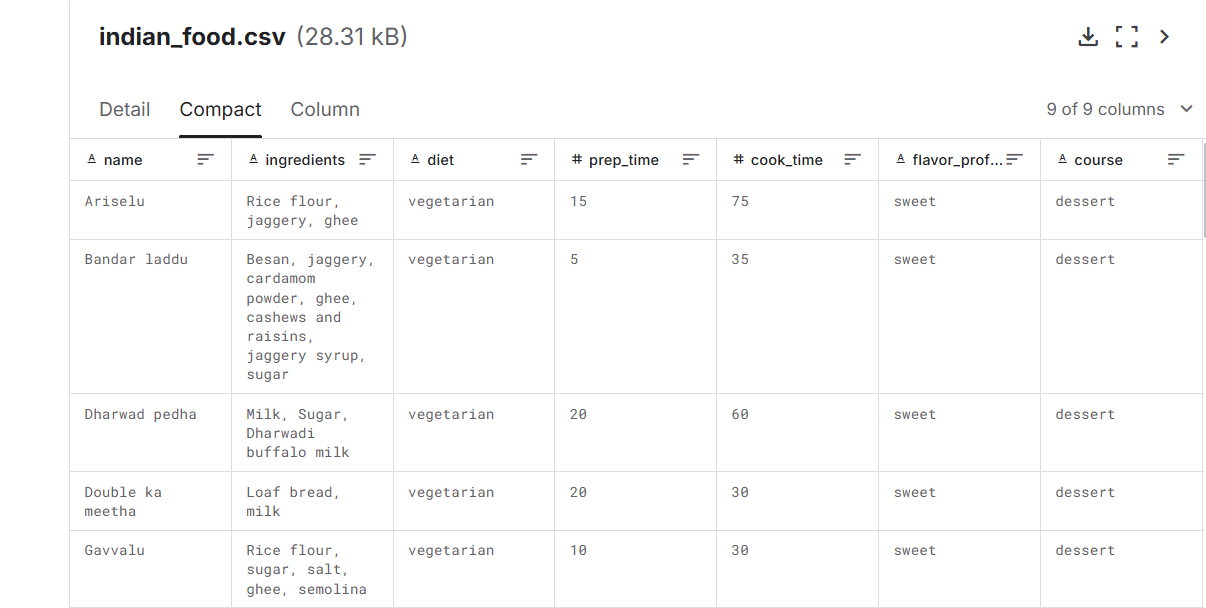 indian_food.csv (28.31 kB)
Detail Compact Column 9 of 9 columns
name ingredients diet # prep_time # cook_time flavor_prof... course
Ariselu Rice flour, vegetarian 15 75 sweet dessert
jaggery, ghee
Bandar laddu Besan, jaggery, vegetarian 5 35 sweet dessert
cardamom
powder, ghee,
cashews and
raisins,
jaggery syrup,
sugar
Dharwad pedha Milk, Sugar, vegetarian 20 60 sweet dessert
Dharwadi
buffalo milk
Double ka Loaf bread, vegetarian 20 30 sweet dessert
meetha milk
Gavvalu Rice flour, vegetarian 10 30 sweet dessert
sugar, salt,
ghee, semolina